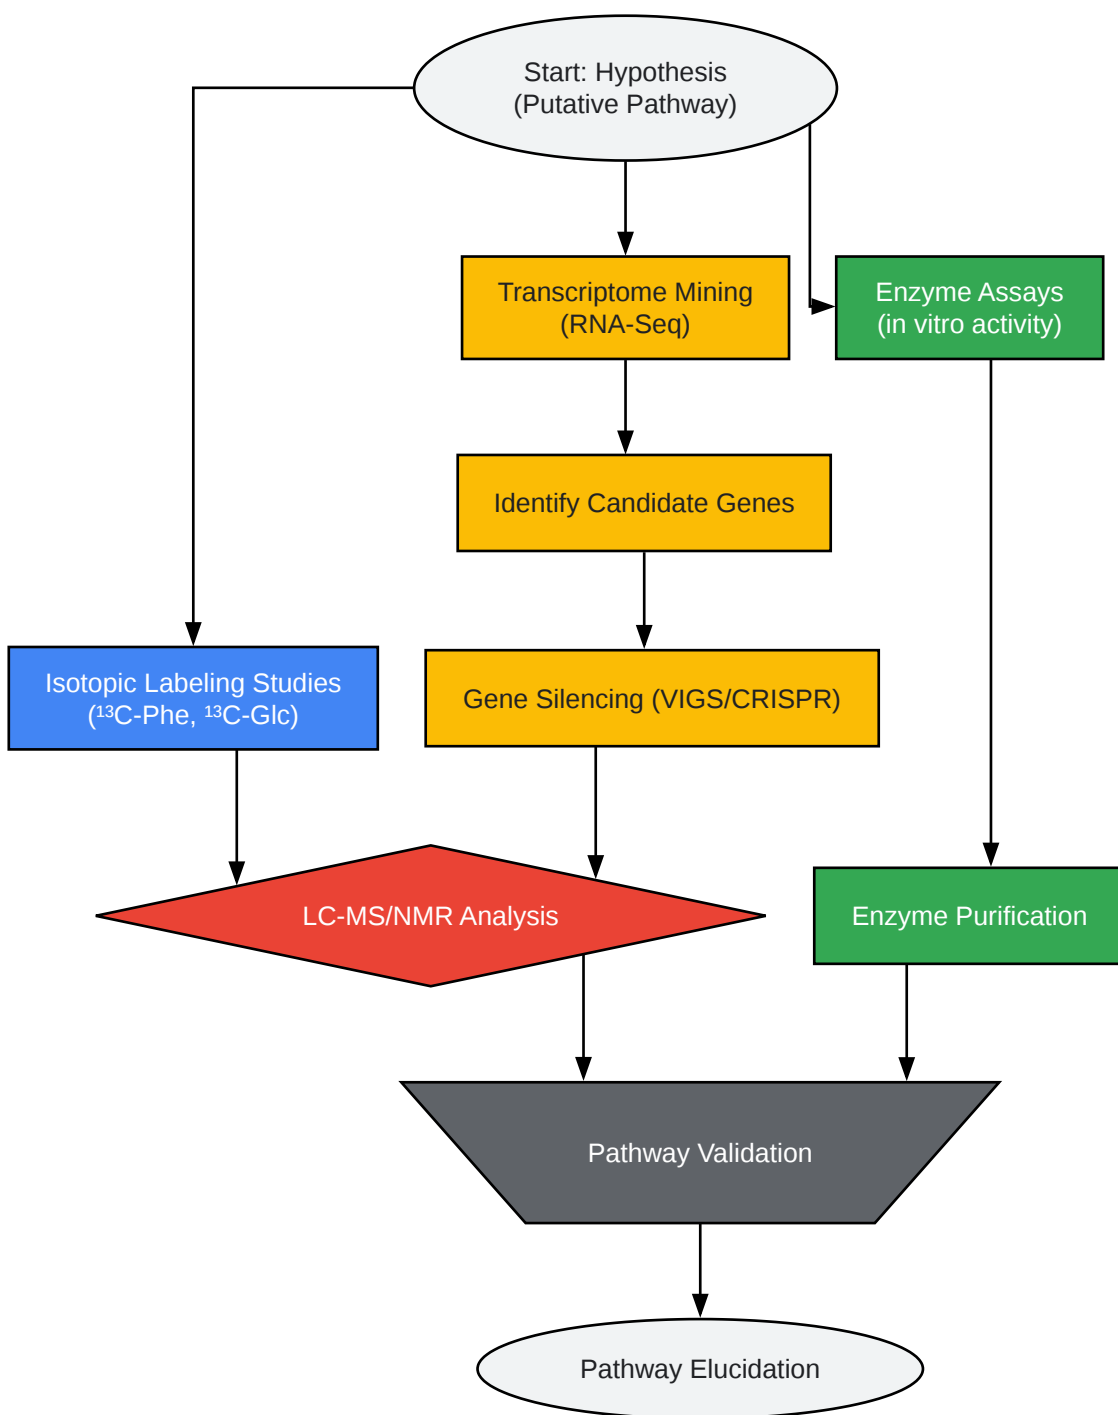 Start: Hypothesis
(Putative Pathway)
Transcriptome Mining
(RNA-Seq)
Enzyme Assays
(in vitro activity)
Identify Candidate Genes
Isotopic Labeling Studies
(¹³C-Phe, ¹³C-Glc)
Gene Silencing (VIGS/CRISPR)
LC-MS/NMR Analysis
Enzyme Purification
Pathway Validation
Pathway Elucidation